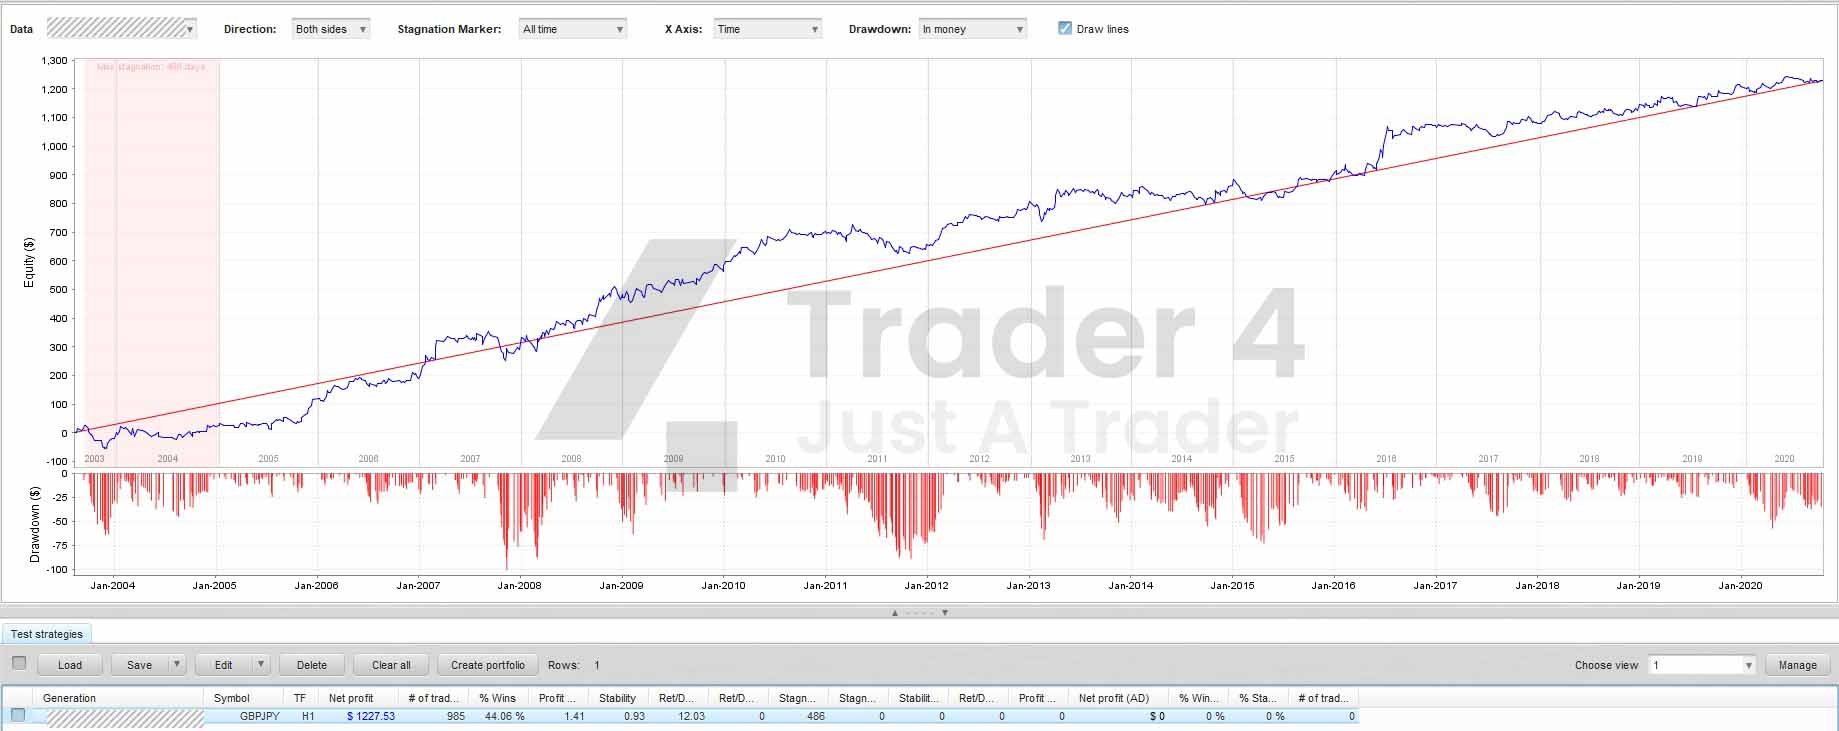 Data Direction: Both sides Stagnation Marker: All time X Axis: Time Drawdown: In money Draw lines
Max stagnation: 486 days
1,300
1,200
1,100
1,000
900
800
700
600
500
400
300
200
100
0
-100
Equity ($)
Trader 4
Just A Trader
2003 2004 2005 2006 2007 2008 2009 2010 2011 2012 2013 2014 2015 2016 2017 2018 2019 2020
0
-25
-50
-75
-100
Drawdown ($)
Jan-2004 Jan-2005 Jan-2006 Jan-2007 Jan-2008 Jan-2009 Jan-2010 Jan-2011 Jan-2012 Jan-2013 Jan-2014 Jan-2015 Jan-2016 Jan-2017 Jan-2018 Jan-2019 Jan-2020
Test strategies
Load Save Edit Delete Clear all Create portfolio Rows: 1 Choose view 1 Manage
Generation Symbol TF Net profit # of trad... % Wins Profit ... Stability Ret/D... Ret/D... Stagn... Stagn... Stabilit... Ret/D... Profit ... Net profit (AD) % Win... % Sta... # of trad...
GBPJPY H1 $ 1227.53 985 44.06 % 1.41 0.93 12.03 0 486 0 0 0 0 $ 0 0 % 0 % 0